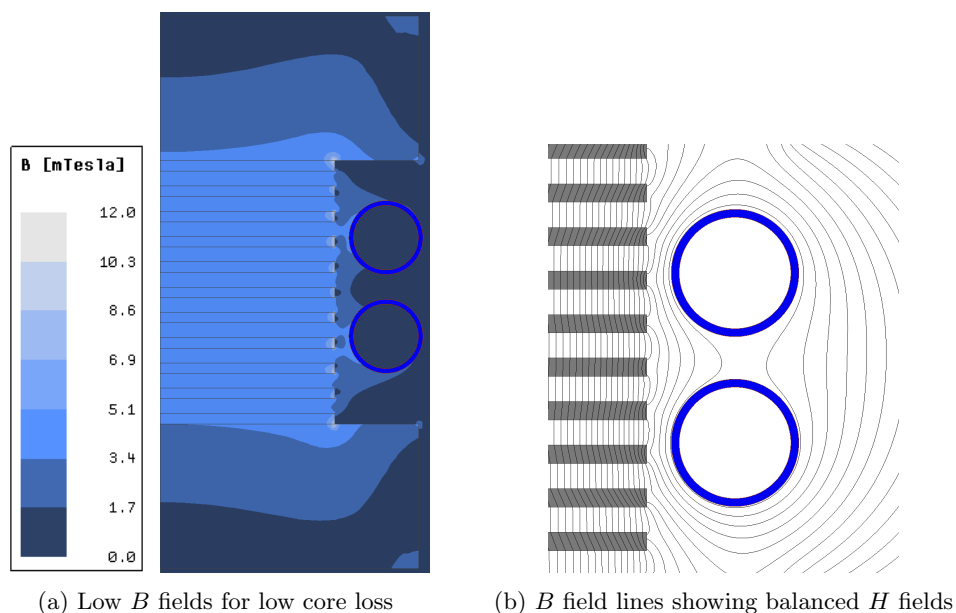 B [mTesla]
12.0
10.3
8.6
6.9
5.1
3.4
1.7
0.0
(a) Low B fields for low core loss
(b) B field lines showing balanced H fields